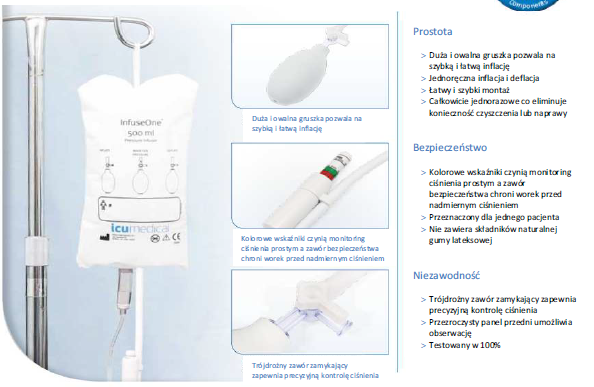 components
InfuseOne
500 ml
icumedical
CE
Duża i owalna gruszka pozwala na
szybką i łatwą inflację
Kolorowe wskaźniki czynią monitoring
ciśnienia prostym a zawór bezpieczeństwa
chroni worek przed nadmiernym ciśnieniem
Trójdrożny zawór zamykający
zapewnia precyzyjną kontrolę ciśnienia
Prostota
> Duża i owalna gruszka pozwala na
szybką i łatwą inflację
> Jednoręczna inflacja i deflacja
> Łatwy i szybki montaż
> Całkowicie jednorazowe co eliminuje
konieczność czyszczenia lub naprawy
Bezpieczeństwo
> Kolorowe wskaźniki czynią monitoring
ciśnienia prostym a zawór
bezpieczeństwa chroni worek przed
nadmiernym ciśnieniem
> Przeznaczony dla jednego pacjenta
> Nie zawiera składników naturalnej
gumy lateksowej
Niezawodność
> Trójdrożny zawór zamykający zapewnia
precyzyjną kontrolę ciśnienia
> Przezroczysty panel przedni umożliwia
obserwację
> Testowany w 100%